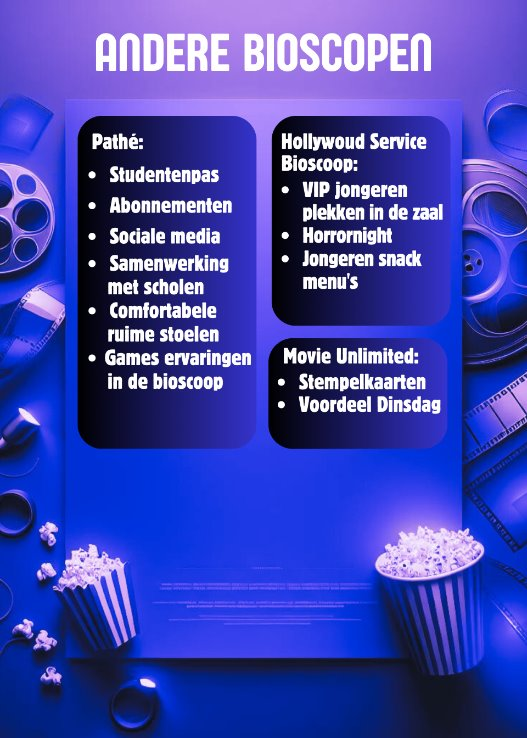 ANDERE BIOSCOPEN
Pathé:
• Studentenpas
• Abonnementen
• Sociale media
• Samenwerking
met scholen
• Comfortabele
ruime stoelen
• Games ervaringen
in de bioscoop
Hollywoud Service
Bioscoop:
• VIP jongeren
plekken in de zaal
• Horrornight
• Jongeren snack
menu's
Movie Unlimited:
• Stempelkaarten
• Voordeel Dinsdag